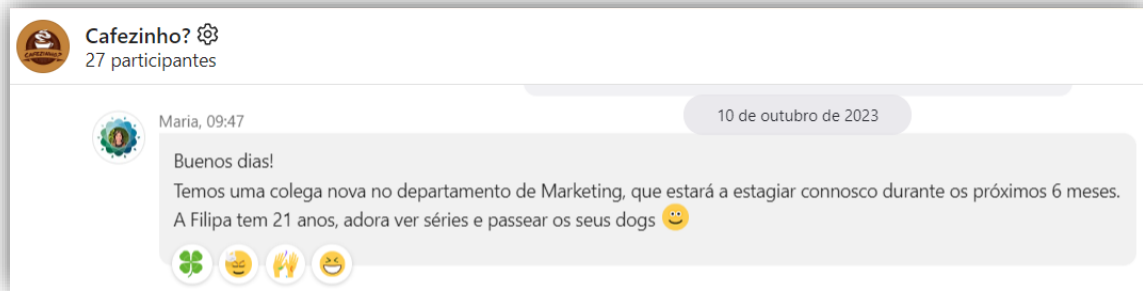 Cafezinho?
27 participantes
10 de outubro de 2023
Maria, 09:47
Buenos dias!
Temos uma colega nova no departamento de Marketing, que estará a estagiar connosco durante os próximos 6 meses.
A Filipa tem 21 anos, adora ver séries e passear os seus dogs